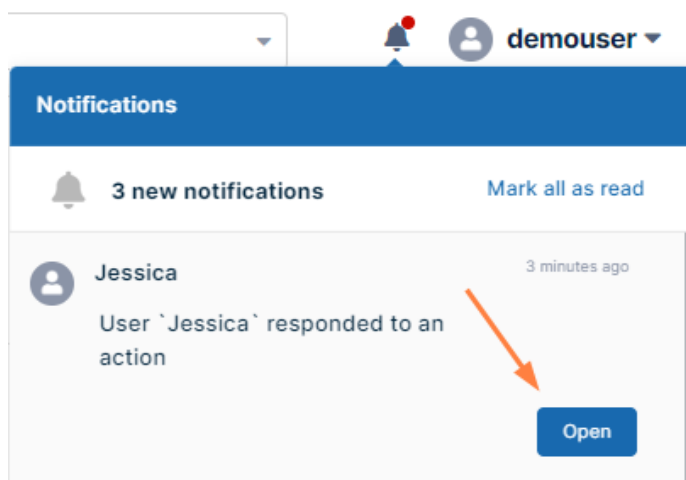 demouser
Notifications
3 new notifications
Mark all as read
Jessica
3 minutes ago
User `Jessica` responded to an
action
Open